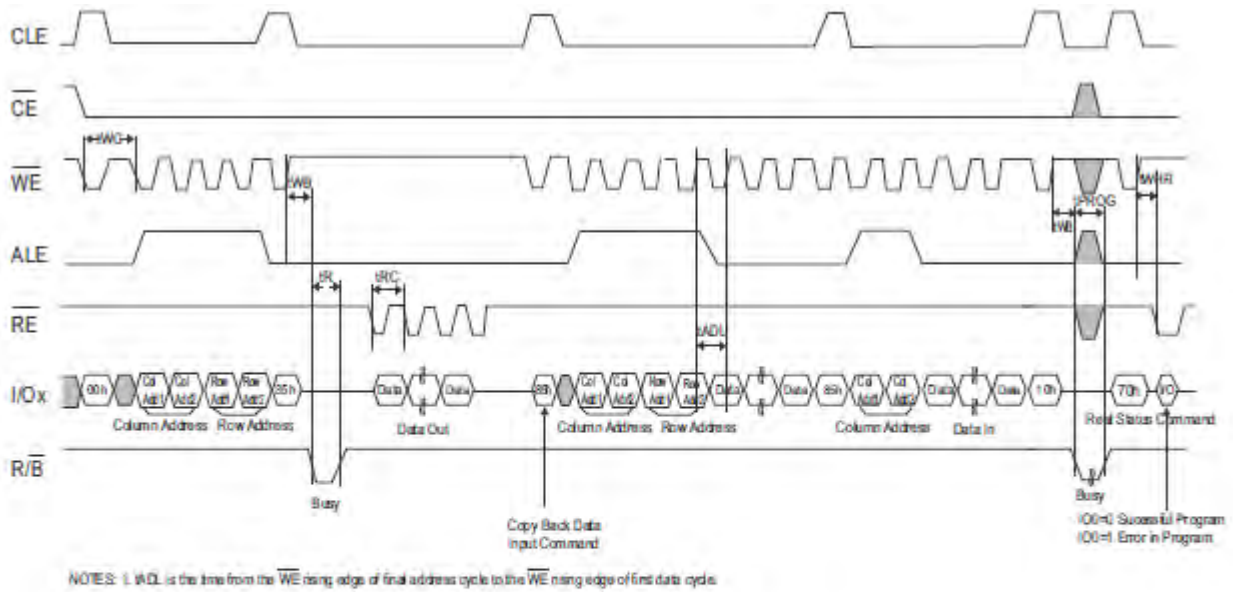 CLE
CE
tWC
WE
tWB
tWHR
tPROG
tWB
ALE
tR
tRC
RE
tADL
I/Ox
00h Col Add1 Col Add2 Row Add1 Row Add2 35h Data Data 85h Col Add1 Col Add2 Row Add1 Row Add2 Data Data 85h Col Add1 Col Add2 Data Data 10h 70h I/O
Column Address Row Address Data Out Column Address Row Address Column Address Data In Read Status Command
R/B
Busy
Busy
Copy Back Data
Input Command
IO0=0 Sucessful Program
IO0=1 Error in Program
NOTES: 1. tADL is the time from the WE rising edge of final address cycle to the WE rising edge of first data cycle.